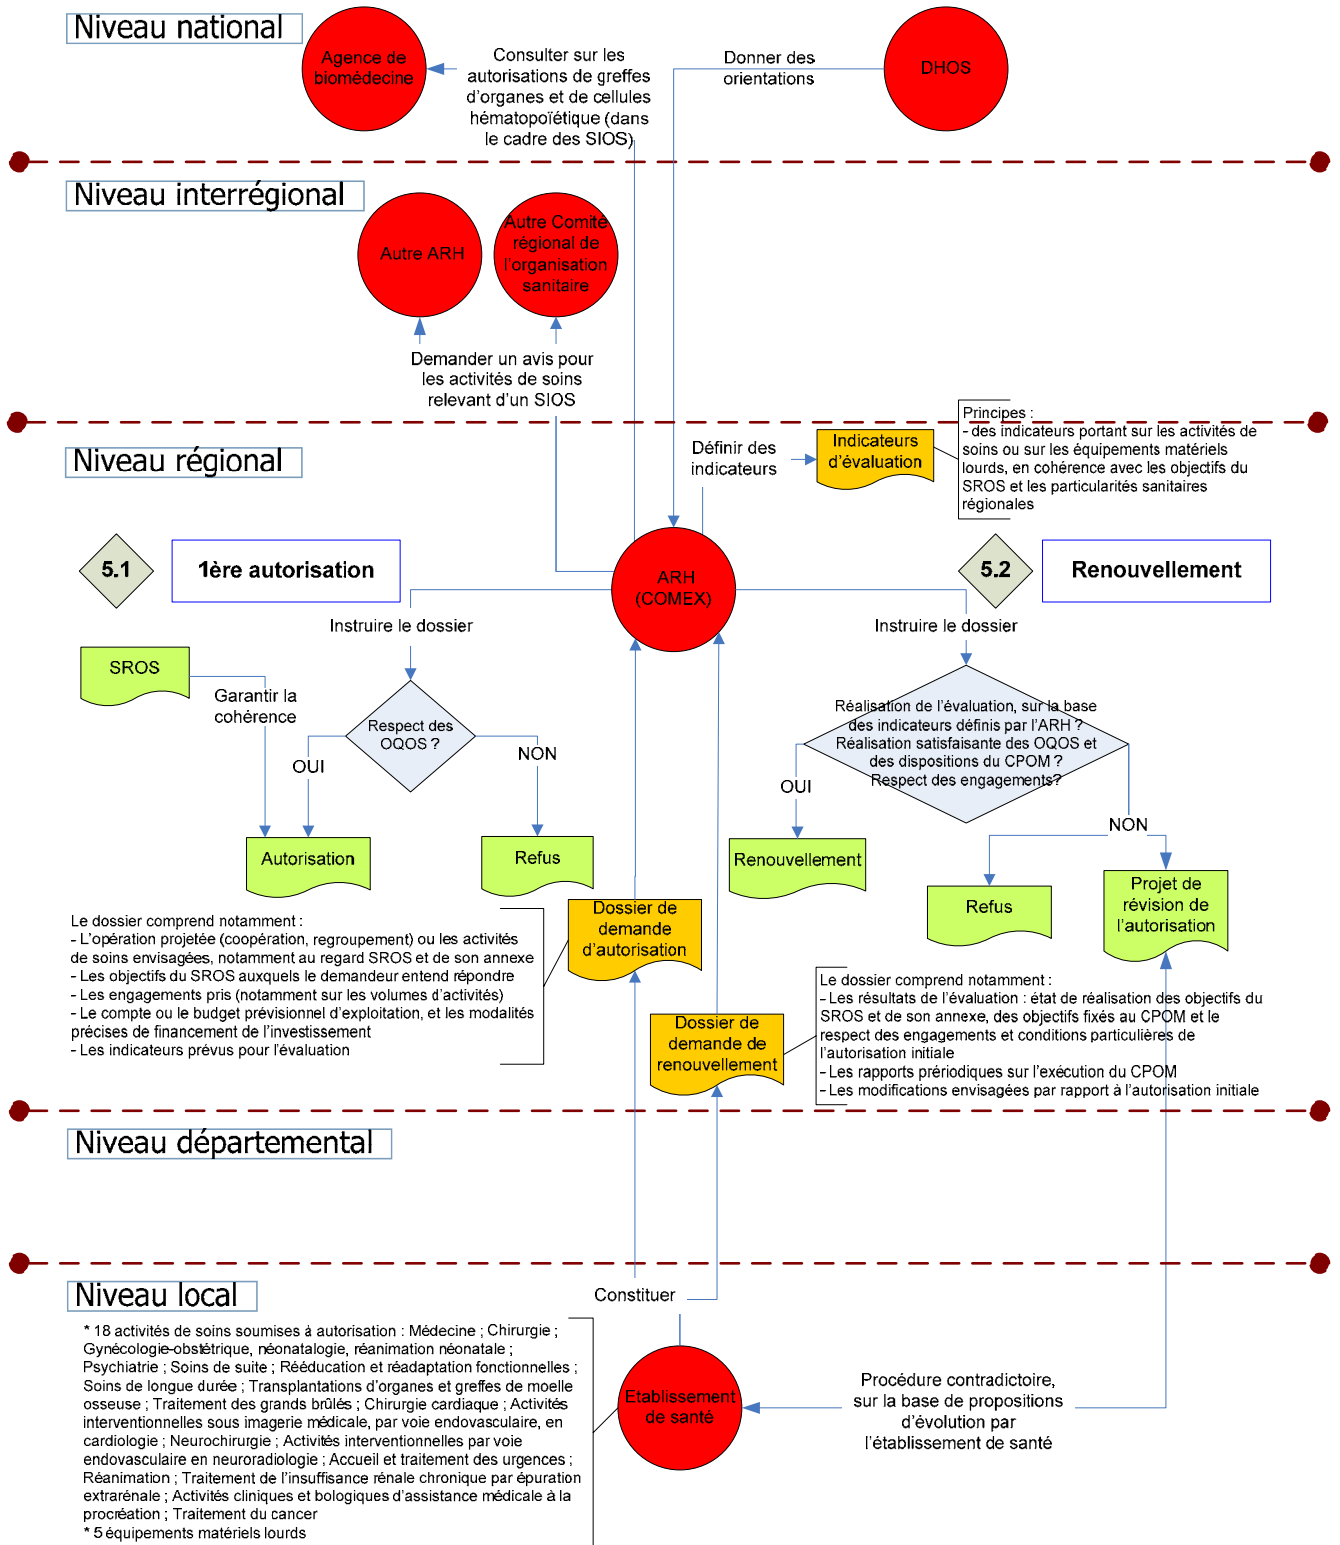 Niveau national
Agence de
biomédecine
Consulter sur les
autorisations de greffes
d'organes et de cellules
hématopoïétique (dans
le cadre des SIOS)
Donner des
orientations
DHOS
Niveau interrégional
Autre ARH
Autre Comité
régional de
l'organisation
sanitaire
Demander un avis pour
les activités de soins
relevant d'un SIOS
Niveau régional
Définir des
indicateurs
Indicateurs
d'évaluation
Principes :
- des indicateurs portant sur les activités de
soins ou sur les équipements matériels
lourds, en cohérence avec les objectifs du
SROS et les particularités sanitaires
régionales
5.1
1ère autorisation
ARH
(COMEX)
5.2
Renouvellement
Instruire le dossier
Instruire le dossier
SROS
Garantir la
cohérence
Respect des
OQOS ?
OUI
NON
Autorisation
Refus
Réalisation de l'évaluation, sur la base
des indicateurs définis par l'ARH ?
Réalisation satisfaisante des OQOS et
des dispositions du CPOM ?
Respect des engagements?
OUI
NON
Renouvellement
Refus
Projet de
révision de
l'autorisation
Le dossier comprend notamment :
- L'opération projetée (coopération, regroupement) ou les activités
de soins envisagées, notamment au regard SROS et de son annexe
- Les objectifs du SROS auxquels le demandeur entend répondre
- Les engagements pris (notamment sur les volumes d'activités)
- Le compte ou le budget prévisionnel d'exploitation, et les modalités
précises de financement de l'investissement
- Les indicateurs prévus pour l'évaluation
Dossier de
demande
d'autorisation
Dossier de
demande de
renouvellement
Le dossier comprend notamment :
- Les résultats de l'évaluation : état de réalisation des objectifs du
SROS et de son annexe, des objectifs fixés au CPOM et le
respect des engagements et conditions particulières de
l'autorisation initiale
- Les rapports prériodiques sur l'exécution du CPOM
- Les modifications envisagées par rapport à l'autorisation initiale
Niveau départemental
Niveau local
Constituer
* 18 activités de soins soumises à autorisation : Médecine ; Chirurgie ;
Gynécologie-obstétrique, néonatalogie, réanimation néonatale ;
Psychiatrie ; Soins de suite ; Rééducation et réadaptation fonctionnelles ;
Soins de longue durée ; Transplantations d'organes et greffes de moelle
osseuse ; Traitement des grands brûlés ; Chirurgie cardiaque ; Activités
interventionnelles sous imagerie médicale, par voie endovasculaire, en
cardiologie ; Neurochirurgie ; Activités interventionnelles par voie
endovasculaire en neuroradiologie ; Accueil et traitement des urgences ;
Réanimation ; Traitement de l'insuffisance rénale chronique par épuration
extrarénale ; Activités cliniques et bologiques d'assistance médicale à la
procréation ; Traitement du cancer
* 5 équipements matériels lourds
Etablissement
de santé
Procédure contradictoire,
sur la base de propositions
d'évolution par
l'établissement de santé